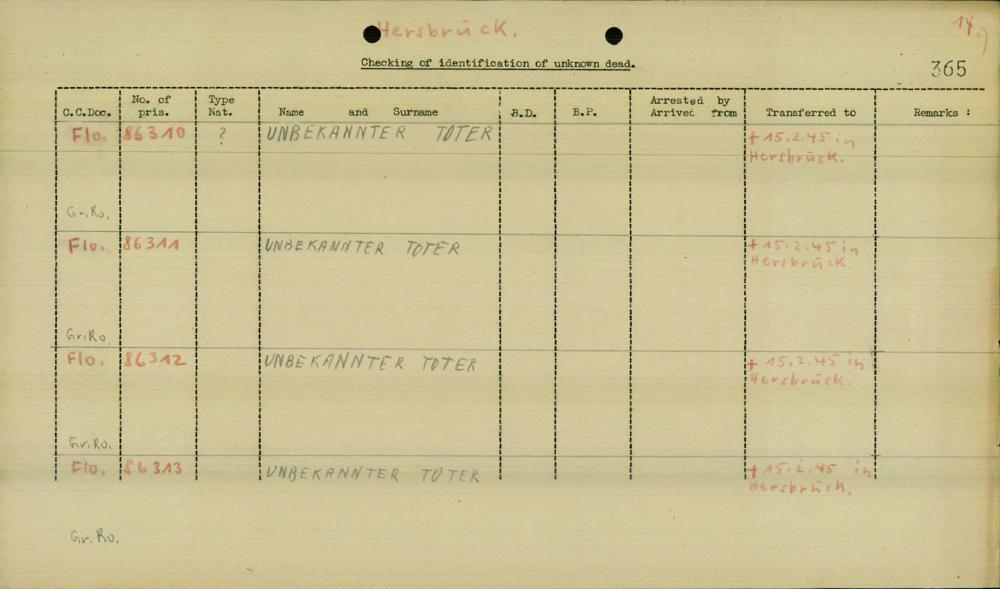 Hersbrück. 14.)
Checking of identification of unknown dead. 365
C.C.Doc. No. of pris. Type Nat. Name and Surname B.D. B.P. Arrested by Arrived from Transferred to Remarks :
Flo. 86310 ? UNBEKANNTER TOTER + 15.2.45 in
Hersbrück.
Gr.Ro.
Flo. 86311 UNBEKANNTER TOTER + 15.2.45 in
Hersbrück
Gr.Ro.
Flo. 86312 UNBEKANNTER TOTER + 15.2.45 in
Hersbrück.
Gr.Ro.
Flo. 86313 UNBEKANNTER TOTER + 15.2.45 in
Hersbrück.
Gr.Ro.